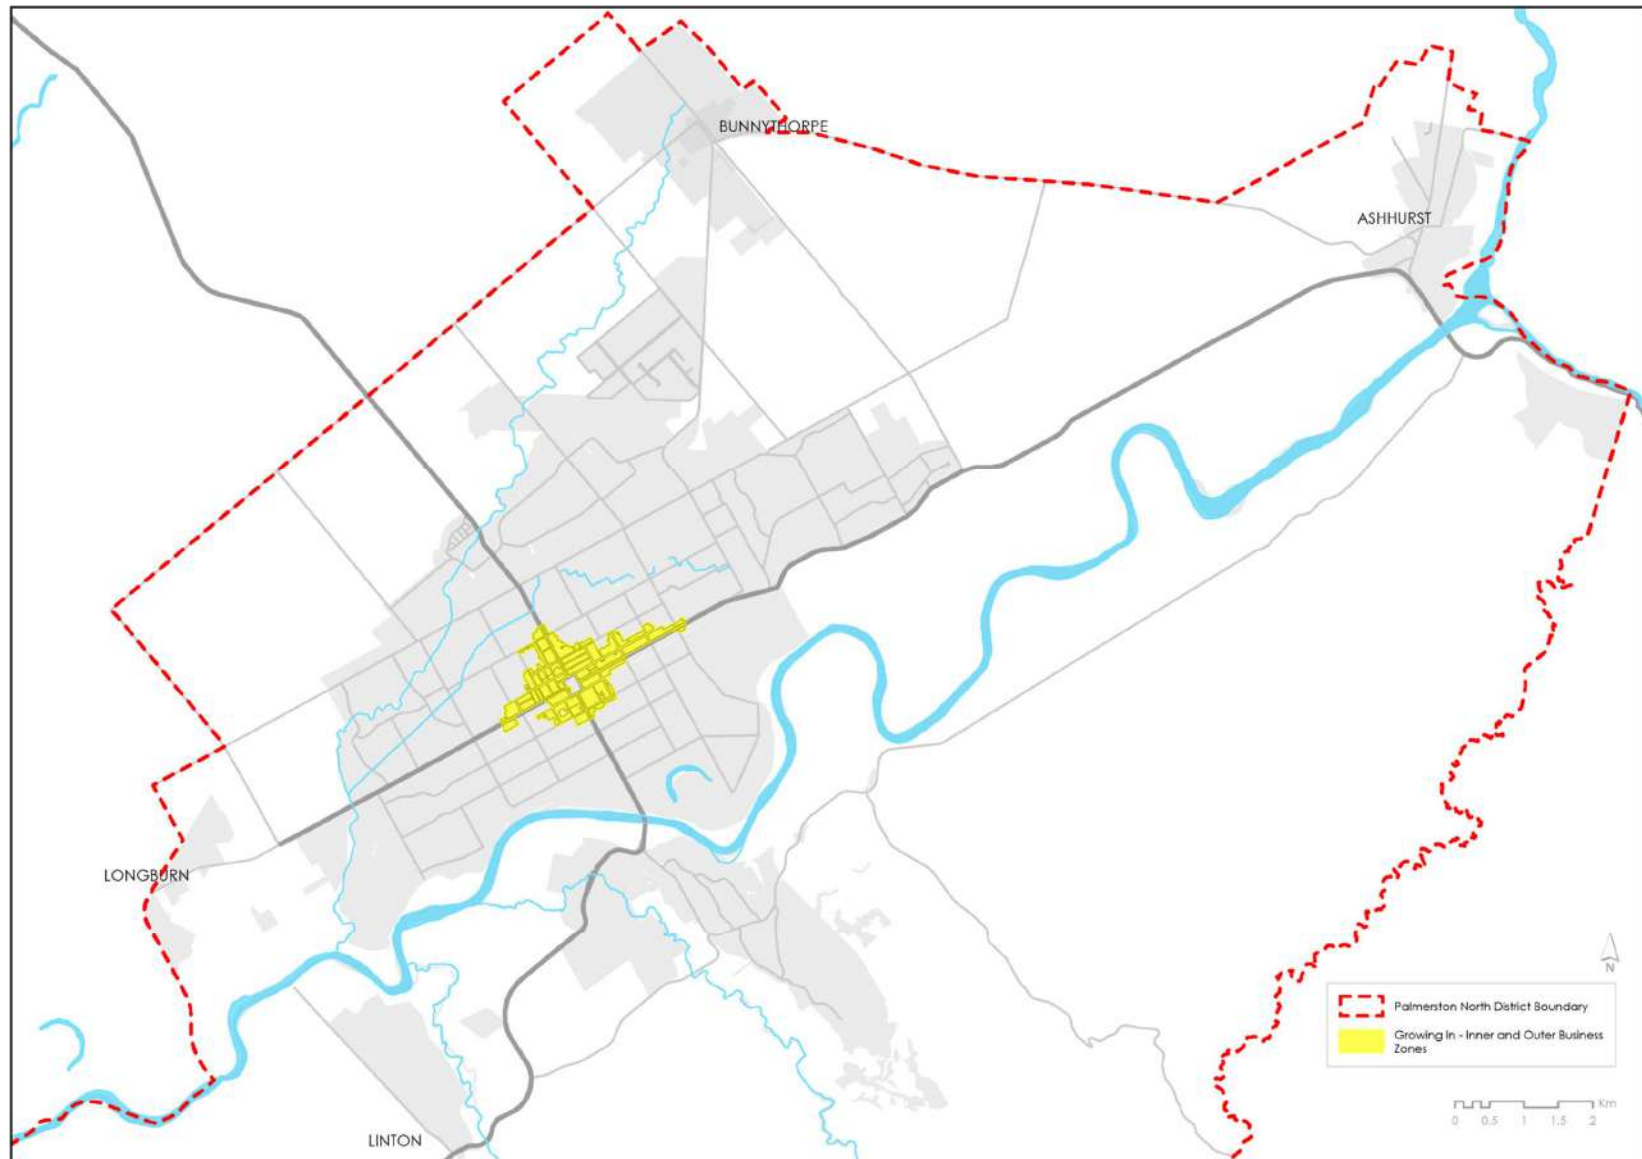 BUNNYTHORPE
ASHHURST
LONGBURN
LINTON
N
Palmerston North District Boundary
Growing In - Inner and Outer Business
Zones
Km
0 0.5 1 1.5 2